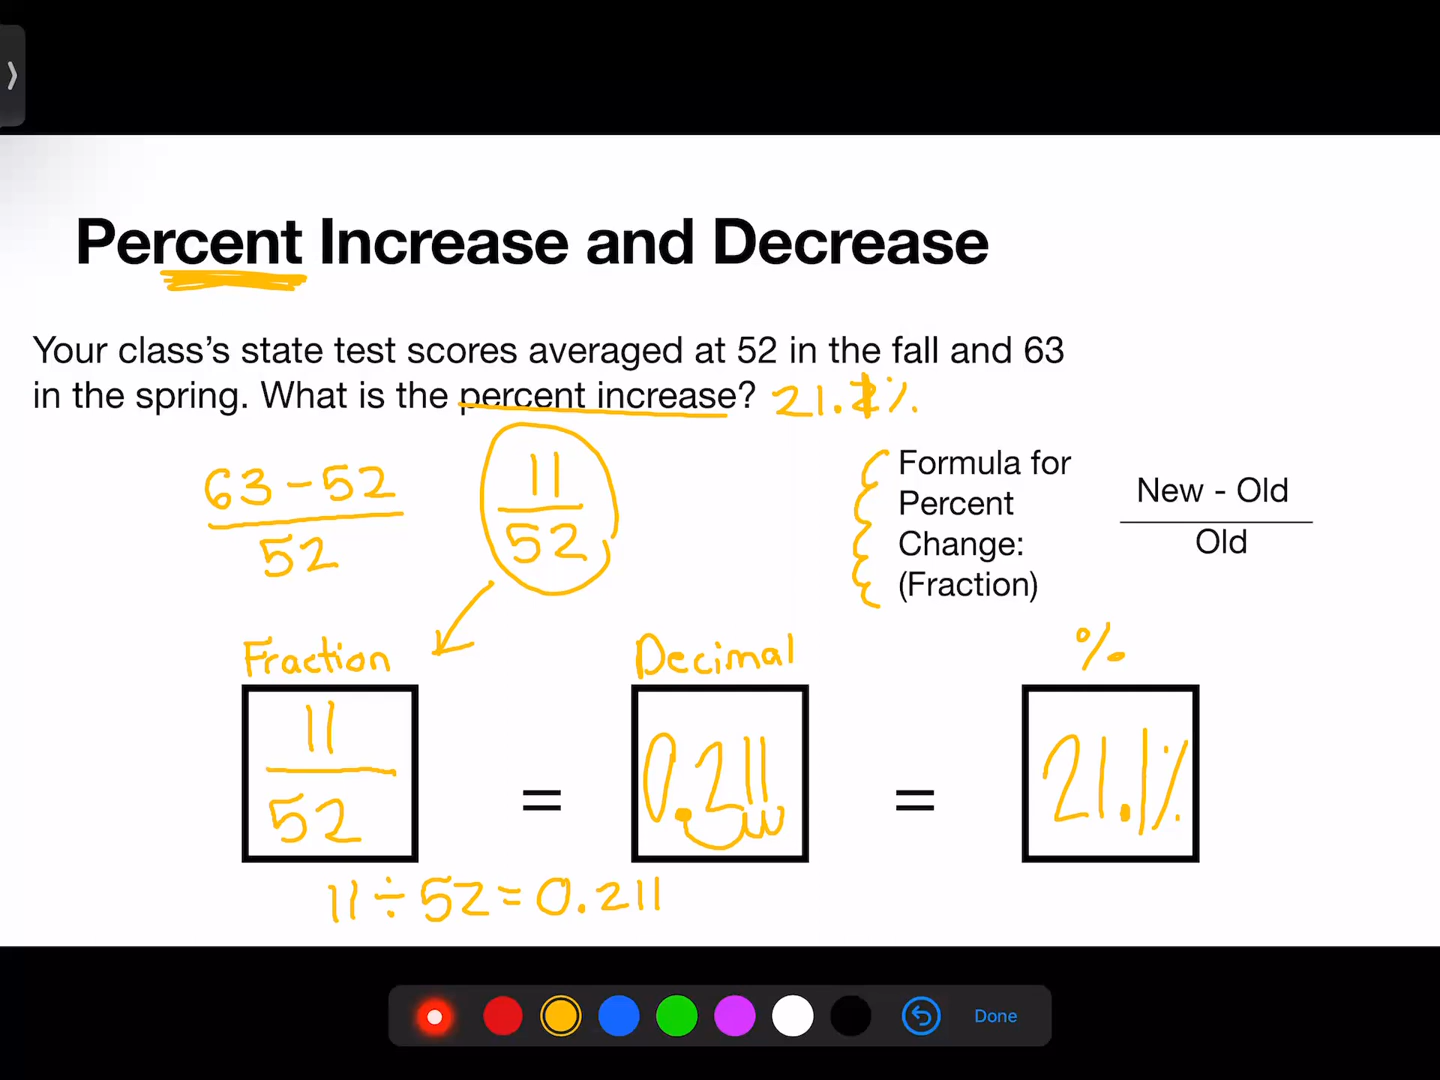 Percent Increase and Decrease
Your class's state test scores averaged at 52 in the fall and 63
in the spring. What is the percent increase? 21.1%
63 - 52
52
11
52
Formula for
Percent
Change:
(Fraction)
New - Old
Old
Fraction
Decimal
%
11
52
=
0.211
=
21.1%
11 ÷ 52 = 0.211
Done